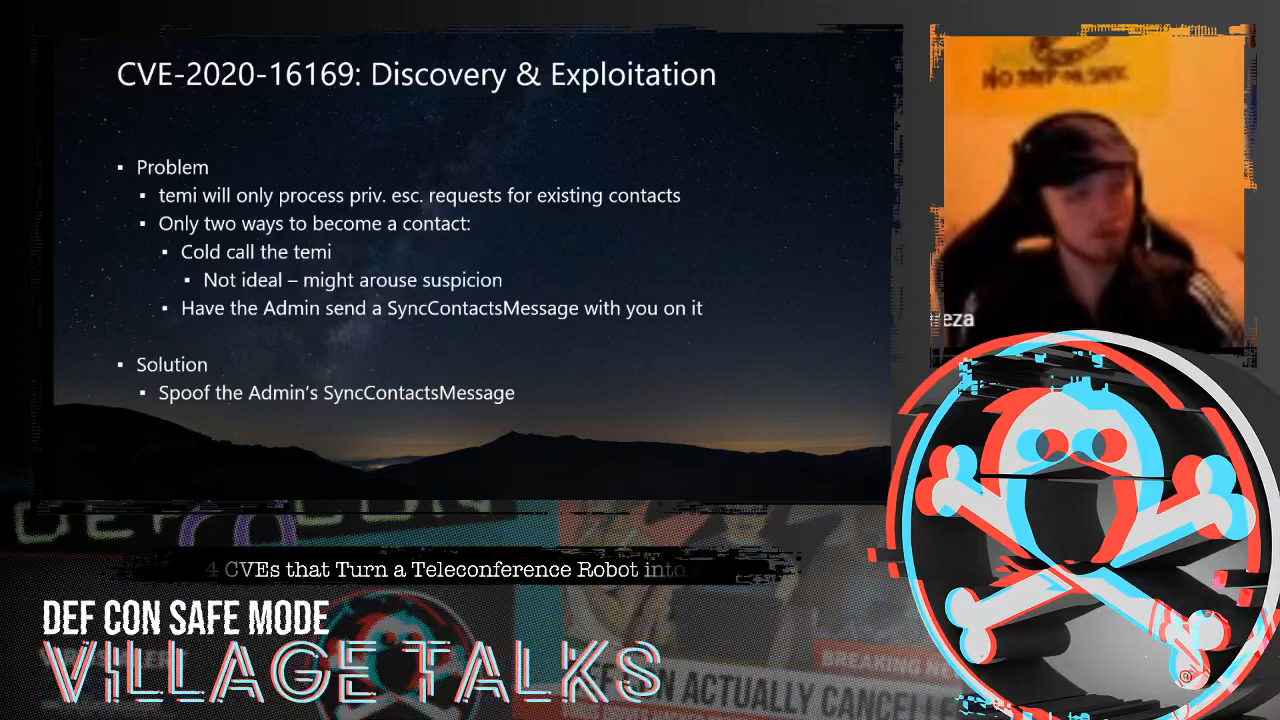 CVE-2020-16169: Discovery & Exploitation
▪ Problem
▪ temi will only process priv. esc. requests for existing contacts
▪ Only two ways to become a contact:
▪ Cold call the temi
▪ Not ideal – might arouse suspicion
▪ Have the Admin send a SyncContactsMessage with you on it
▪ Solution
▪ Spoof the Admin's SyncContactsMessage
eza
DEF CON
4 CVEs that Turn a Teleconference Robot into
DEF CON SAFE MODE
VILLAGE TALKS
BREAKING
CON ACTUALLY
®